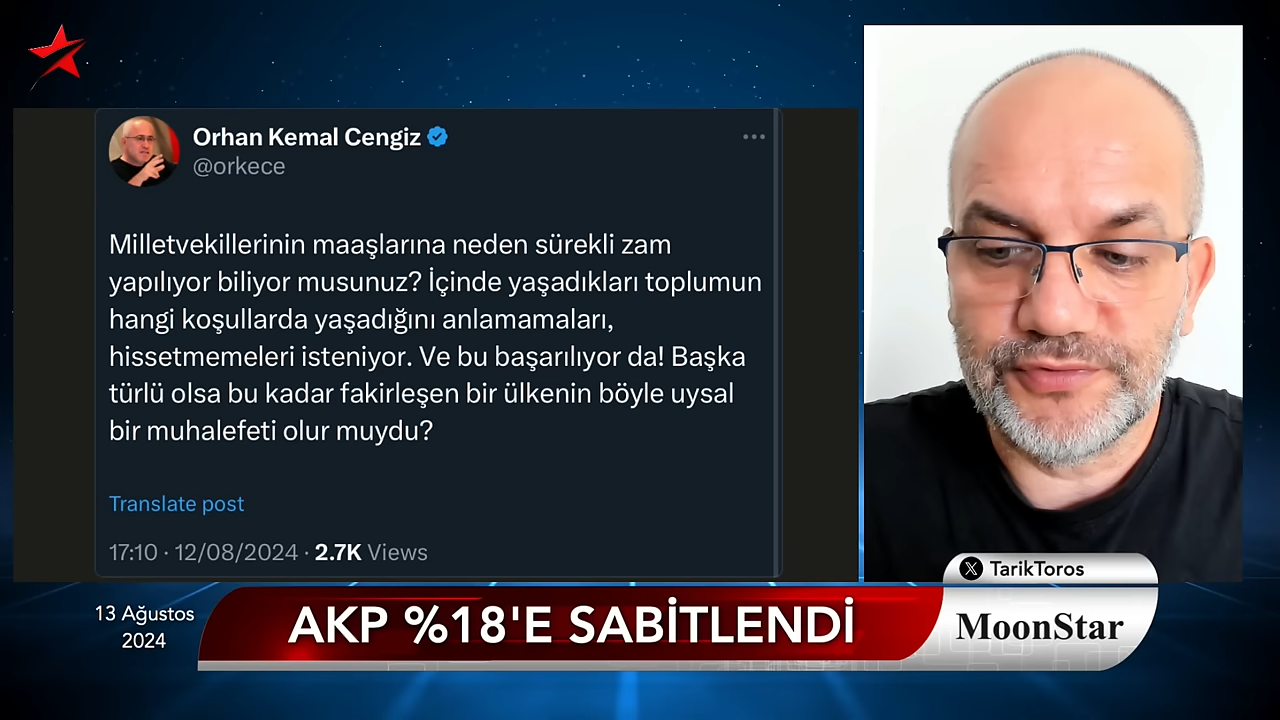 Orhan Kemal Cengiz
@orkece
Milletvekillerinin maaşlarına neden sürekli zam
yapılıyor biliyor musunuz? İçinde yaşadıkları toplumun
hangi koşullarda yaşadığını anlamamaları,
hissetmemeleri isteniyor. Ve bu başarılıyor da! Başka
türlü olsa bu kadar fakirleşen bir ülkenin böyle uysal
bir muhalefeti olur muydu?
Translate post
17:10 · 12/08/2024 · 2.7K Views
TarikToros
13 Ağustos
2024
AKP %18'E SABİTLENDİ
MoonStar